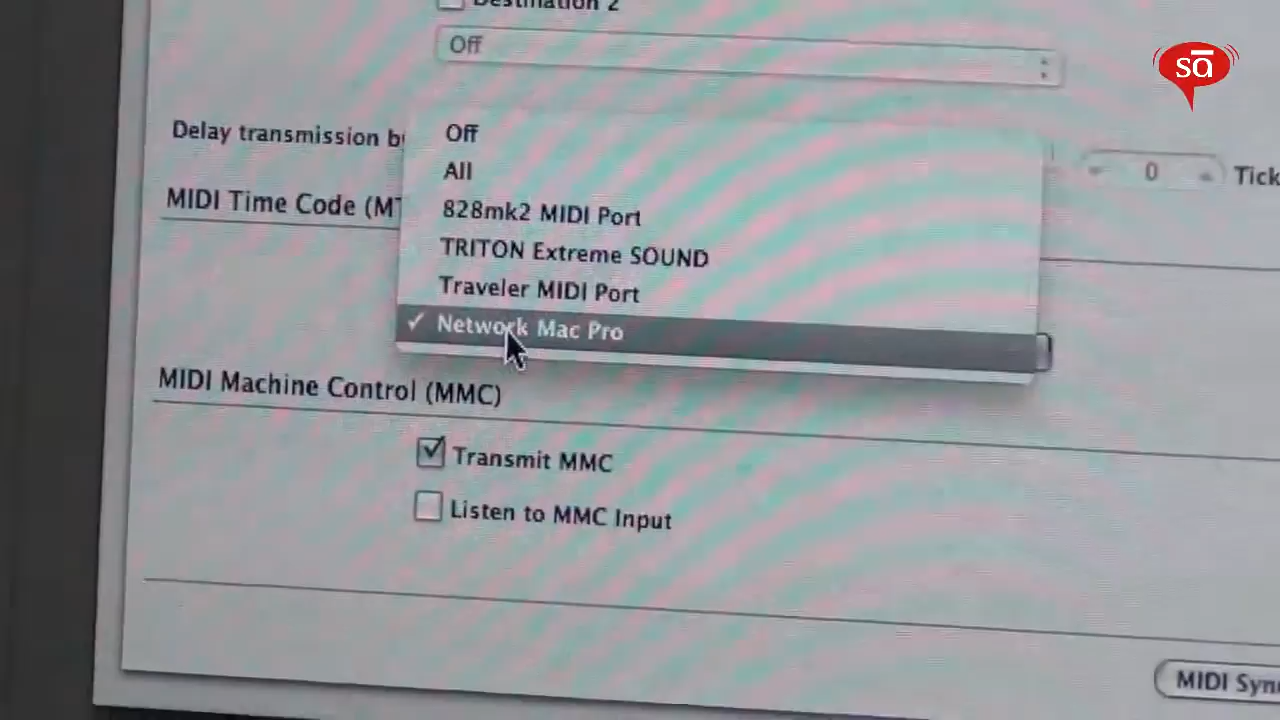 Destination 2
Off
sā
Delay transmission b
Off
All
0
Tick
MIDI Time Code (M
828mk2 MIDI Port
TRITON Extreme SOUND
Traveler MIDI Port
✓ Network Mac Pro
MIDI Machine Control (MMC)
Transmit MMC
Listen to MMC Input
MIDI Syn